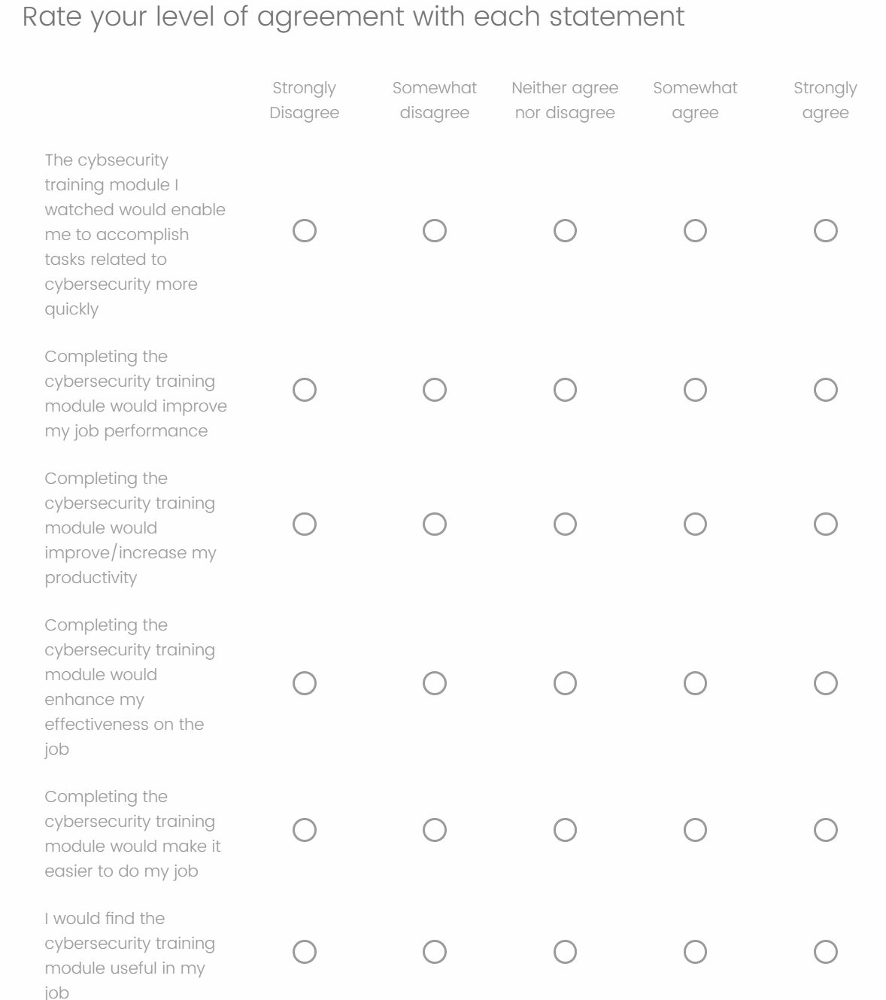 Rate your level of agreement with each statement
Strongly Disagree
Somewhat disagree
Neither agree nor disagree
Somewhat agree
Strongly agree
The cybsecurity
training module I
watched would enable
me to accomplish
tasks related to
cybersecurity more
quickly
Completing the
cybersecurity training
module would improve
my job performance
Completing the
cybersecurity training
module would
improve/increase my
productivity
Completing the
cybersecurity training
module would
enhance my
effectiveness on the
job
Completing the
cybersecurity training
module would make it
easier to do my job
I would find the
cybersecurity training
module useful in my
job